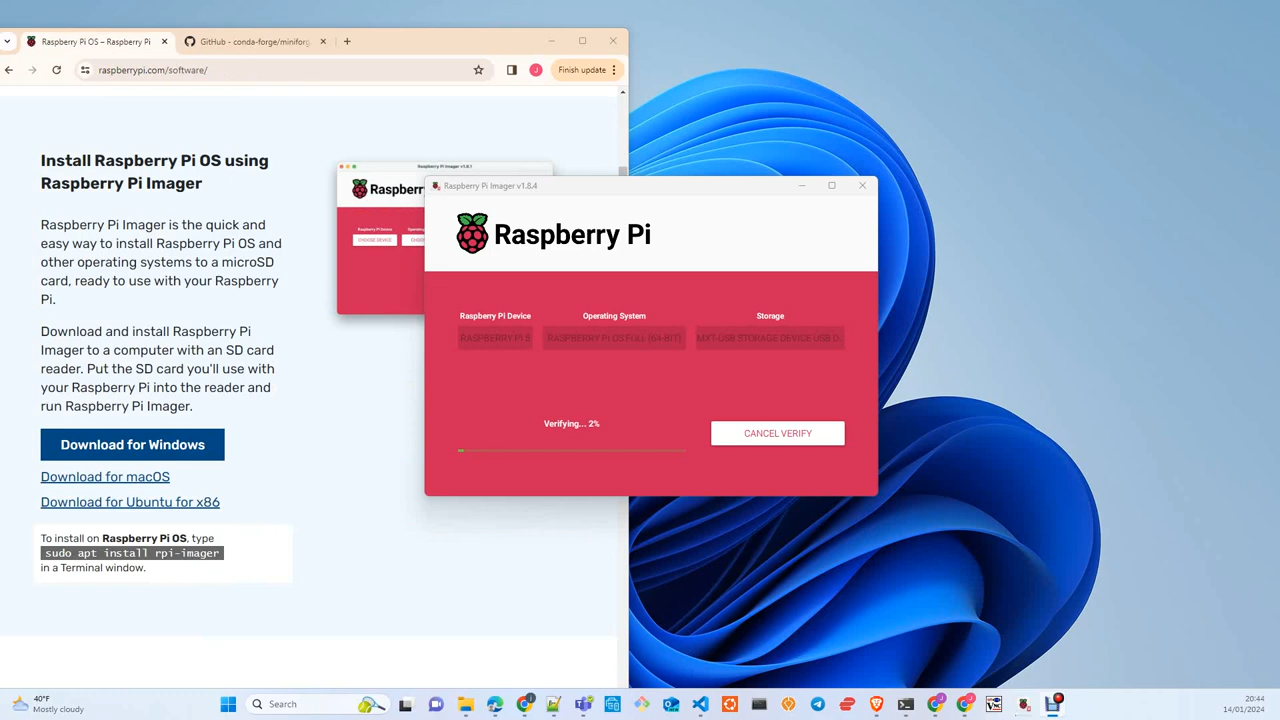 Raspberry Pi OS – Raspberry Pi
GitHub - conda-forge/miniforg
raspberrypi.com/software/
J
Finish update
Install Raspberry Pi OS using
Raspberry Pi Imager
Raspberry Pi Imager is the quick and
easy way to install Raspberry Pi OS and
other operating systems to a microSD
card, ready to use with your Raspberry
Pi.
Download and install Raspberry Pi
Imager to a computer with an SD card
reader. Put the SD card you'll use with
your Raspberry Pi into the reader and
run Raspberry Pi Imager.
Download for Windows
Download for macOS
Download for Ubuntu for x86
To install on Raspberry Pi OS, type
sudo apt install rpi-imager
in a Terminal window.
Raspberry Pi Imager v1.8.4
Raspberry Pi
Raspberry Pi Device
Operating System
Storage
RASPBERRY PI 5
RASPBERRY PI OS FULL (64-BIT)
MXT-USB STORAGE DEVICE USB D
Verifying... 2%
CANCEL VERIFY
40°F
Mostly cloudy
Search
20:44
14/01/2024